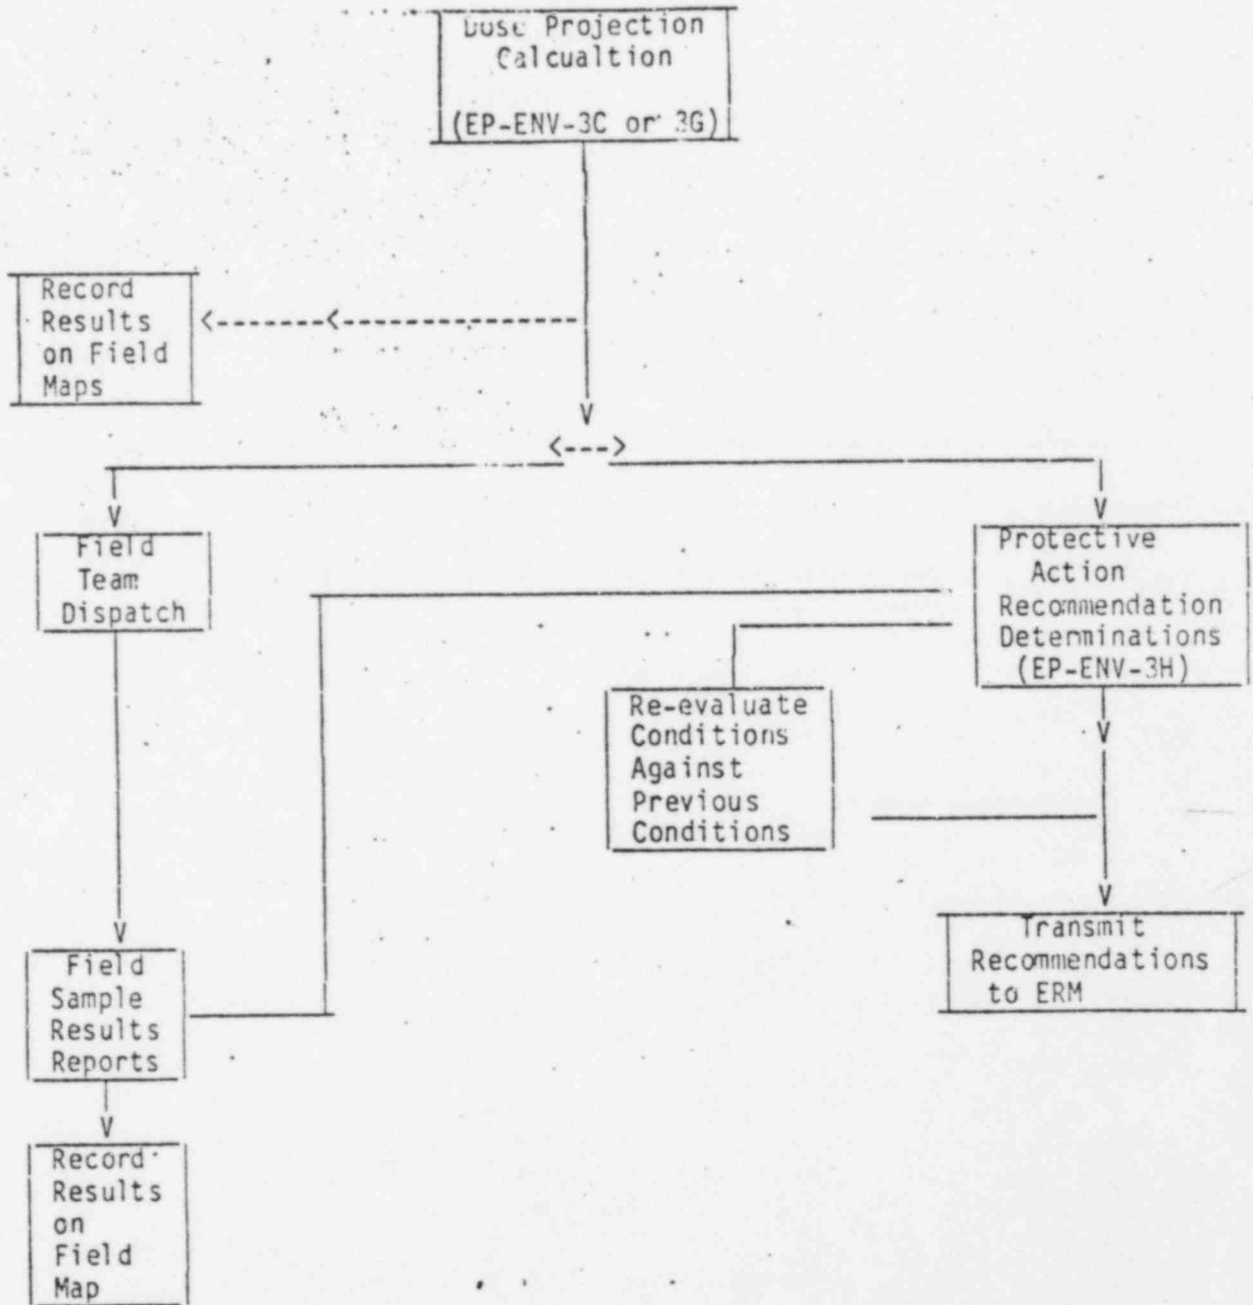 Dose Projection
Calcualtion
(EP-ENV-3C or 3G)
Record
Results
on Field
Maps
Field
Team
Dispatch
Protective
Action
Recommendation
Determinations
(EP-ENV-3H)
Re-evaluate
Conditions
Against
Previous
Conditions
Transmit
Recommendations
to ERM
Field
Sample
Results
Reports
Record
Results
on
Field
Map